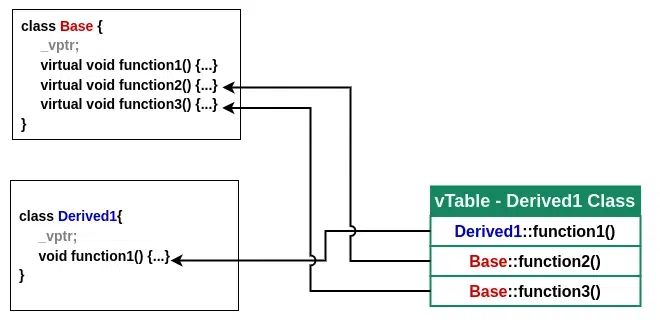 class Base {
_vptr;
virtual void function1() {...}
virtual void function2() {...}
virtual void function3() {...}
}
class Derived1{
_vptr;
void function1() {...}
}
vTable - Derived1 Class
Derived1::function1()
Base::function2()
Base::function3()